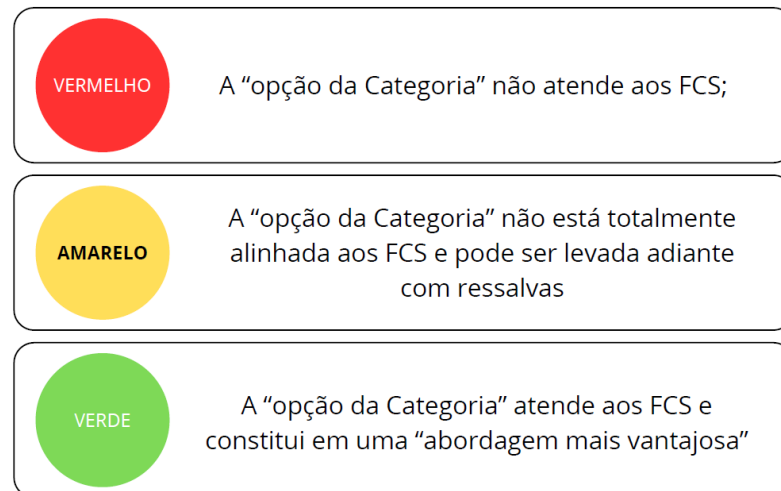 VERMELHO
A “opção da Categoria” não atende aos FCS;
AMARELO
A “opção da Categoria” não está totalmente
alinhada aos FCS e pode ser levada adiante
com ressalvas
VERDE
A “opção da Categoria” atende aos FCS e
constitui em uma “abordagem mais vantajosa”